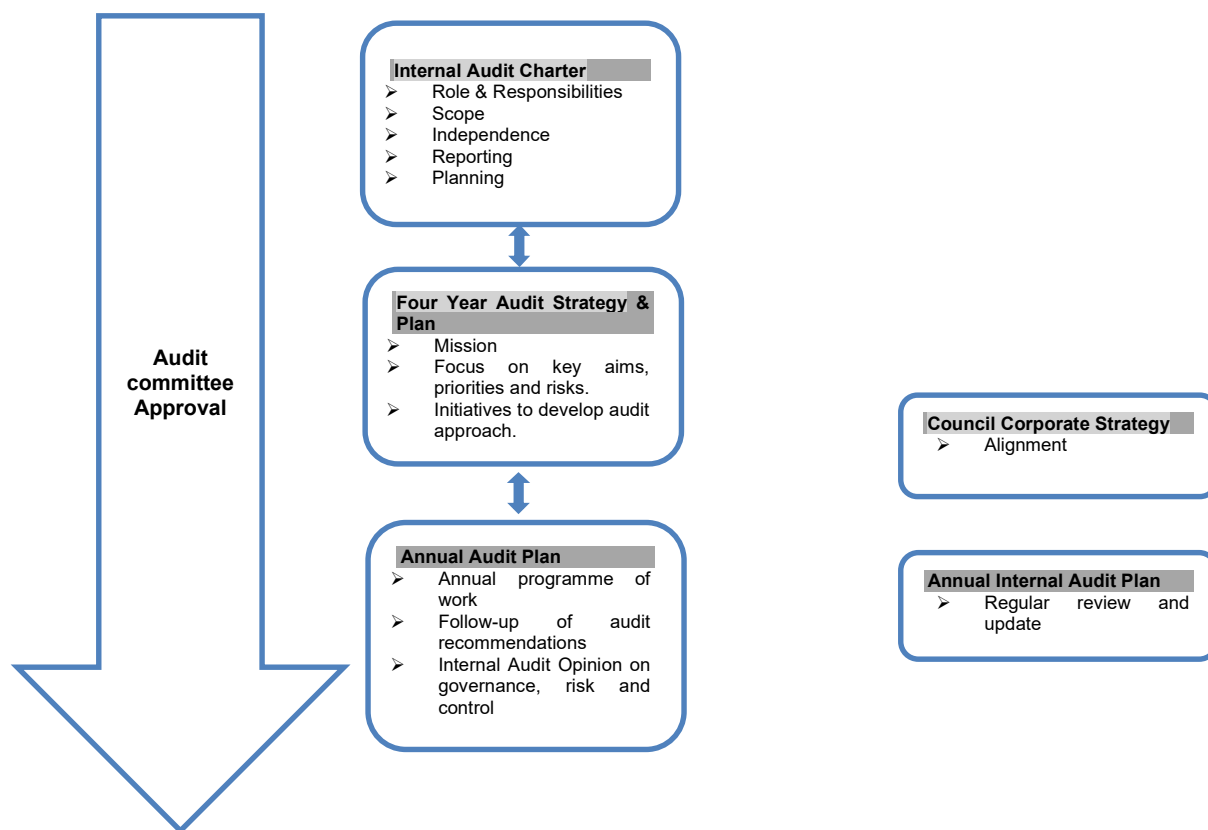 Internal Audit Charter
➢ Role & Responsibilities
➢ Scope
➢ Independence
➢ Reporting
➢ Planning
Four Year Audit Strategy &
Plan
➢ Mission
➢ Focus on key aims,
priorities and risks.
➢ Initiatives to develop audit
approach.
Audit
committee
Approval
Annual Audit Plan
➢ Annual programme of
work
➢ Follow-up of audit
recommendations
➢ Internal Audit Opinion on
governance, risk and
control
Council Corporate Strategy
➢ Alignment
Annual Internal Audit Plan
➢ Regular review and
update